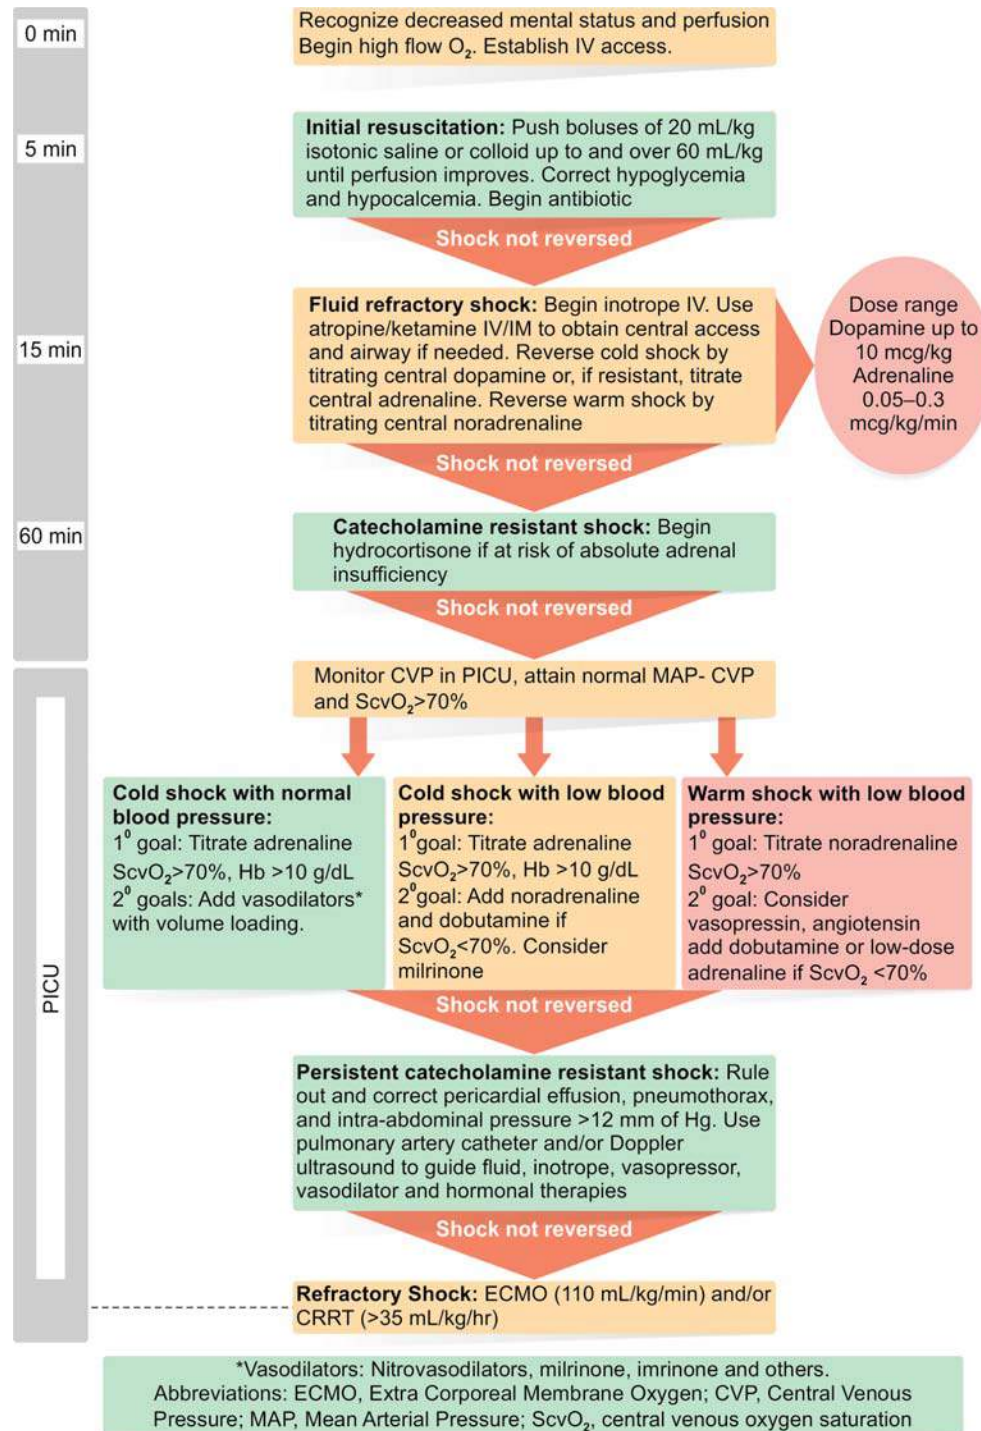 0 min
Recognize decreased mental status and perfusion
Begin high flow O₂. Establish IV access.
5 min
Initial resuscitation: Push boluses of 20 mL/kg
isotonic saline or colloid up to and over 60 mL/kg
until perfusion improves. Correct hypoglycemia
and hypocalcemia. Begin antibiotic
Shock not reversed
15 min
Fluid refractory shock: Begin inotrope IV. Use
atropine/ketamine IV/IM to obtain central access
and airway if needed. Reverse cold shock by
titrating central dopamine or, if resistant, titrate
central adrenaline. Reverse warm shock by
titrating central noradrenaline
Dose range
Dopamine up to
10 mcg/kg
Adrenaline
0.05–0.3
mcg/kg/min
Shock not reversed
60 min
Catecholamine resistant shock: Begin
hydrocortisone if at risk of absolute adrenal
insufficiency
Shock not reversed
PICU
Monitor CVP in PICU, attain normal MAP- CVP
and ScvO₂>70%
Cold shock with normal
blood pressure:
1⁰ goal: Titrate adrenaline
ScvO₂>70%, Hb >10 g/dL
2⁰ goals: Add vasodilators*
with volume loading.
Cold shock with low blood
pressure:
1⁰goal: Titrate adrenaline
ScvO₂>70%, Hb >10 g/dL
2⁰goal: Add noradrenaline
and dobutamine if
ScvO₂<70%. Consider
milrinone
Warm shock with low blood
pressure:
1⁰ goal: Titrate noradrenaline
ScvO₂>70%
2⁰ goal: Consider
vasopressin, angiotensin
add dobutamine or low-dose
adrenaline if ScvO₂ <70%
Shock not reversed
Persistent catecholamine resistant shock: Rule
out and correct pericardial effusion, pneumothorax,
and intra-abdominal pressure >12 mm of Hg. Use
pulmonary artery catheter and/or Doppler
ultrasound to guide fluid, inotrope, vasopressor,
vasodilator and hormonal therapies
Shock not reversed
Refractory Shock: ECMO (110 mL/kg/min) and/or
CRRT (>35 mL/kg/hr)
*Vasodilators: Nitrovasodilators, milrinone, imrinone and others.
Abbreviations: ECMO, Extra Corporeal Membrane Oxygen; CVP, Central Venous
Pressure; MAP, Mean Arterial Pressure; ScvO₂, central venous oxygen saturation